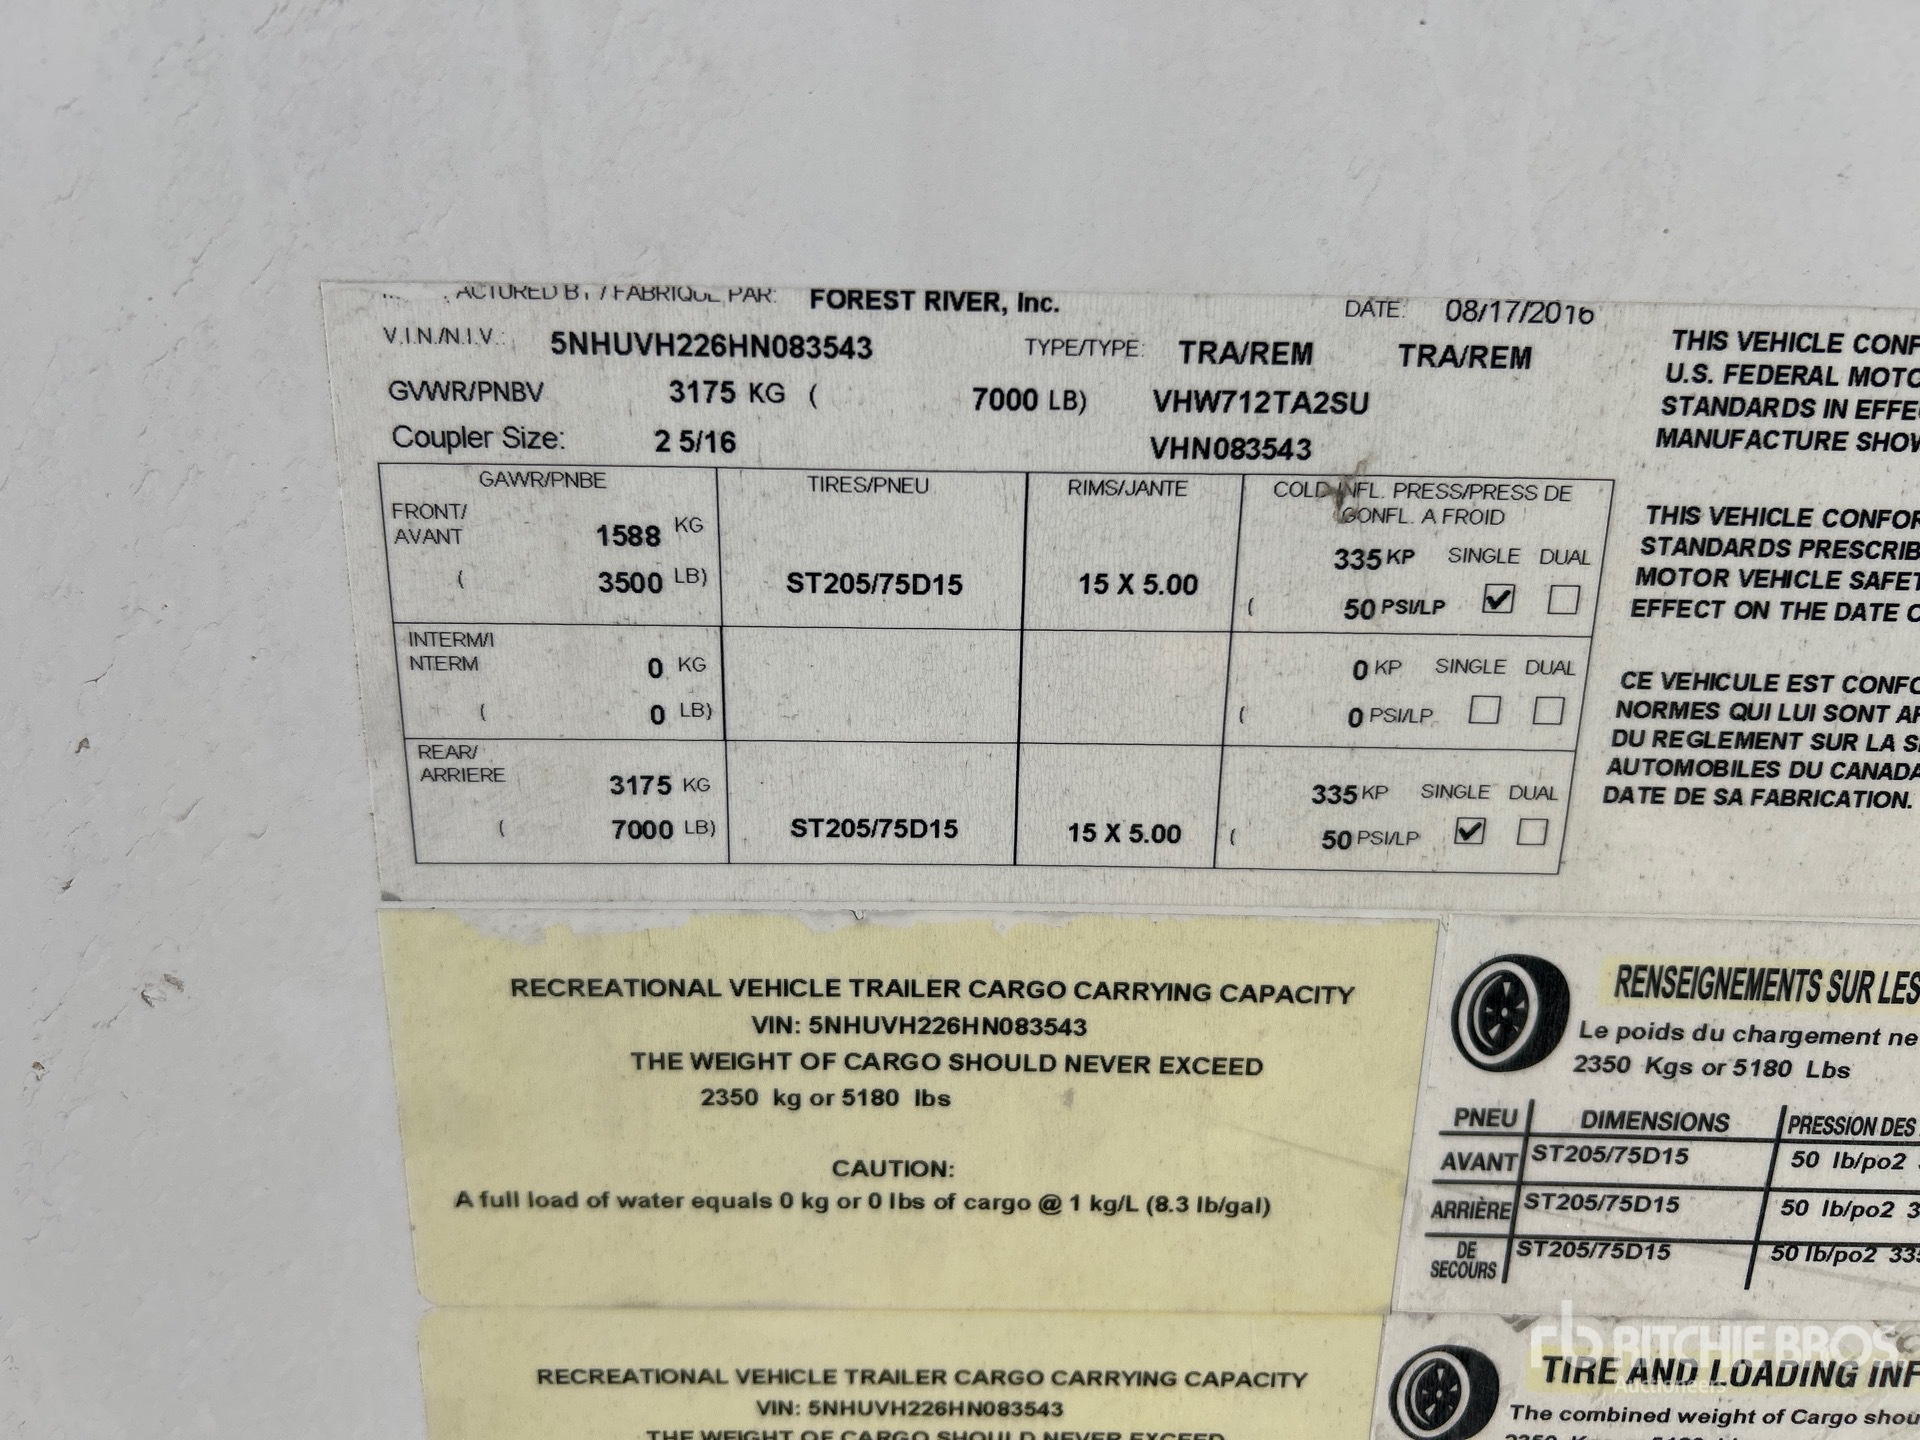 ACTURED BY / FABRIQUE PAR: FOREST RIVER, Inc. DATE: 08/17/2016
V.I.N./N.I.V.: 5NHUVH226HN083543 TYPE/TYPE: TRA/REM TRA/REM
GVWR/PNBV 3175 KG ( 7000 LB) VHW712TA2SU
Coupler Size: 2 5/16 VHN083543
GAWR/PNBE TIRES/PNEU RIMS/JANTE COLD INFL. PRESS/PRESS DE
GONFL. A FROID
FRONT/
AVANT 1588 KG 335 KP SINGLE DUAL
( 3500 LB) ST205/75D15 15 X 5.00 ( 50 PSI/LP
INTERM/I
NTERM 0 KG 0 KP SINGLE DUAL
( 0 LB) ( 0 PSI/LP
REAR/
ARRIERE 3175 KG 335 KP SINGLE DUAL
( 7000 LB) ST205/75D15 15 X 5.00 ( 50 PSI/LP
THIS VEHICLE CONF
U.S. FEDERAL MOTO
STANDARDS IN EFFE
MANUFACTURE SHOW
THIS VEHICLE CONFOR
STANDARDS PRESCRIB
MOTOR VEHICLE SAFET
EFFECT ON THE DATE O
CE VEHICULE EST CONFO
NORMES QUI LUI SONT AP
DU REGLEMENT SUR LA S
AUTOMOBILES DU CANADA
DATE DE SA FABRICATION.
RECREATIONAL VEHICLE TRAILER CARGO CARRYING CAPACITY
VIN: 5NHUVH226HN083543
THE WEIGHT OF CARGO SHOULD NEVER EXCEED
2350 kg or 5180 lbs
CAUTION:
A full load of water equals 0 kg or 0 lbs of cargo @ 1 kg/L (8.3 lb/gal)
RENSEIGNEMENTS SUR LES
Le poids du chargement ne
2350 Kgs or 5180 Lbs
PNEU DIMENSIONS PRESSION DES
AVANT ST205/75D15 50 lb/po2
ARRIÈRE ST205/75D15 50 lb/po2 3
DE
SECOURS ST205/75D15 50 lb/po2 335
RECREATIONAL VEHICLE TRAILER CARGO CARRYING CAPACITY
VIN: 5NHUVH226HN083543
THE WEIGHT OF CARGO SHOULD NEVER EXCEED
rb RITCHIE BROS
Auctioneers
TIRE AND LOADING INF
The combined weight of Cargo shou